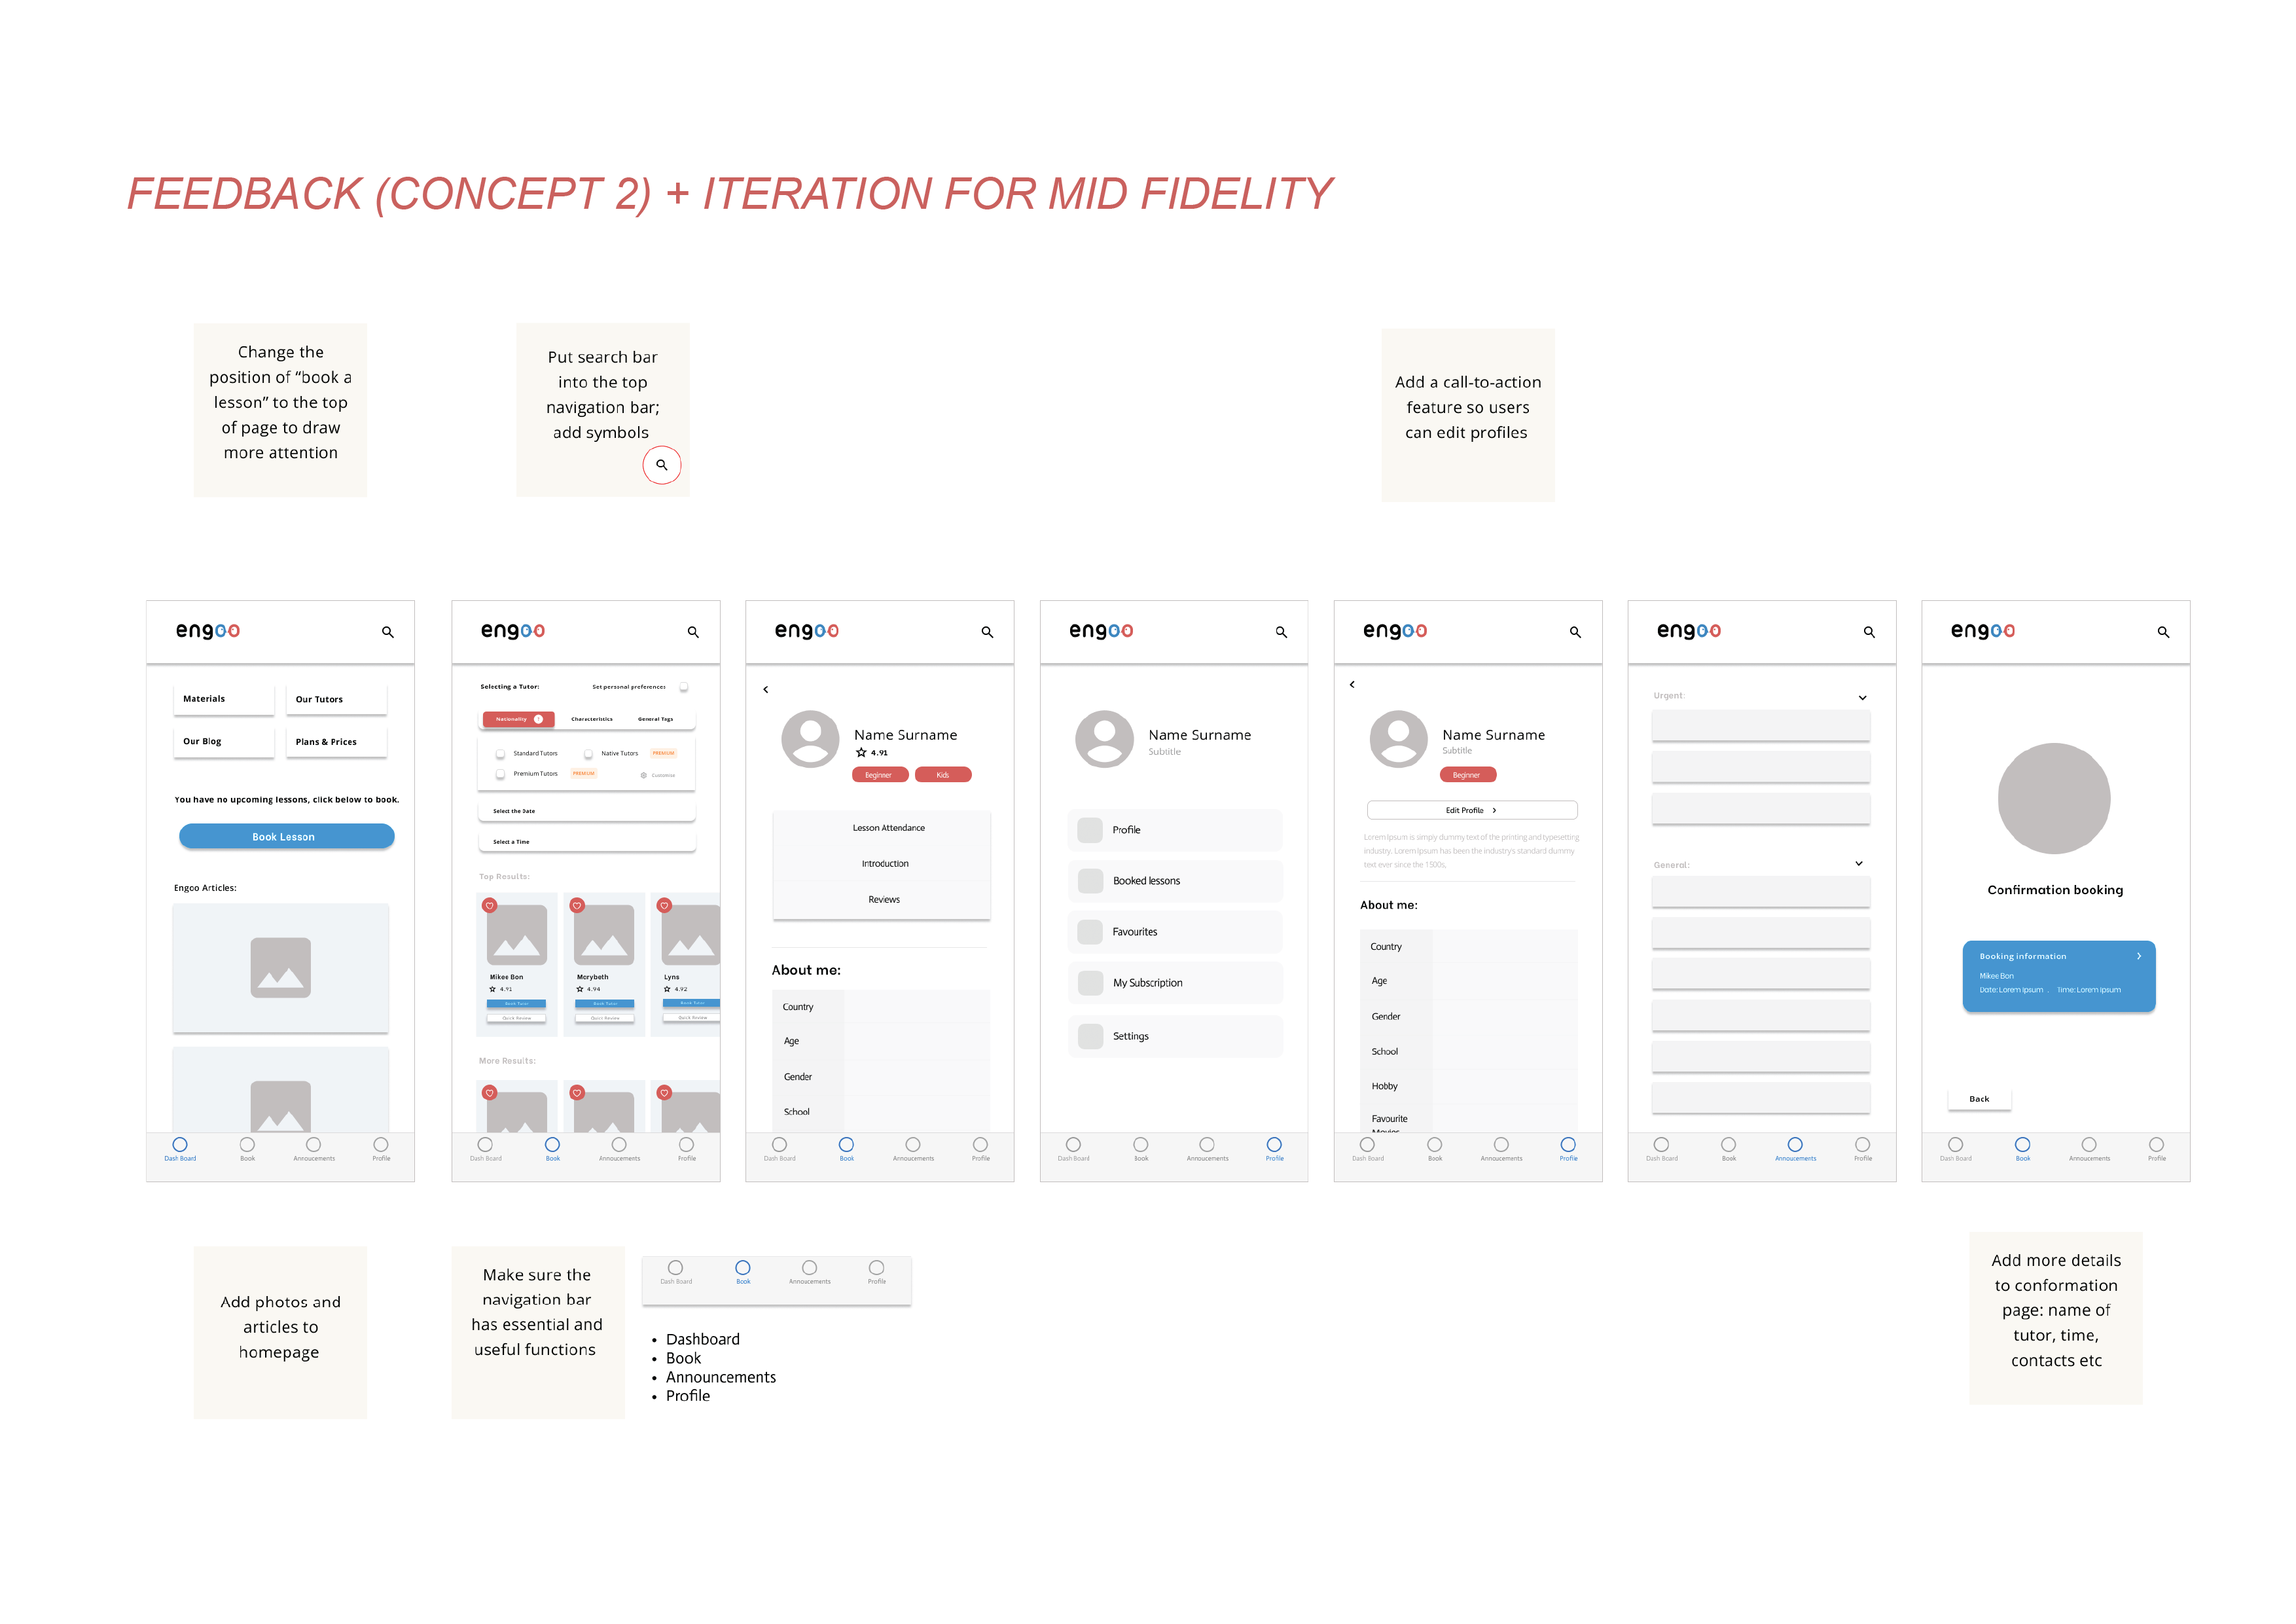 FEEDBACK (CONCEPT 2) + ITERATION FOR MID FIDELITY
Change the
position of “book a
lesson” to the top
of page to draw
more attention
Put search bar
into the top
navigation bar;
add symbols
Add a call-to-action
feature so users
can edit profiles
engoo
Materials
Our Tutors
Our Blog
Plans & Prices
You have no upcoming lessons, click below to book.
Book Lesson
Engoo Articles:
Dash Board
Book
Annoucements
Profile
engoo
Selecting a Tutor:
Set personal preferences
Nationality
Characteristics
General Tags
Standard Tutors
Native Tutors
PREMIUM
Premium Tutors
PREMIUM
Customise
Select the Date
Select a Time
Top Results:
Mikee Bon
4.91
Book Tutor
Quick Review
Marybeth
4.94
Book Tutor
Quick Review
Lyns
4.92
Book Tutor
Quick Review
More Results:
Dash Board
Book
Annoucements
Profile
engoo
Name Surname
4.91
Beginner
Kids
Lesson Attendance
Introduction
Reviews
About me:
Country
Age
Gender
School
Dash Board
Book
Annoucements
Profile
engoo
Name Surname
Subtitle
Profile
Booked lessons
Favourites
My Subscription
Settings
Dash Board
Book
Annoucements
Profile
engoo
Name Surname
Subtitle
Beginner
Edit Profile
Lorem Ipsum is simply dummy text of the printing and typesetting
industry. Lorem Ipsum has been the industry's standard dummy
text ever since the 1500s,
About me:
Country
Age
Gender
School
Hobby
Favourite
Movies
Dash Board
Book
Annoucements
Profile
engoo
Urgent:
General:
Dash Board
Book
Annoucements
Profile
engoo
Confirmation booking
Booking information
Mikee Bon
Date: Lorem Ipsum . Time: Lorem Ipsum
Back
Dash Board
Book
Annoucements
Profile
Add photos and
articles to
homepage
Make sure the
navigation bar
has essential and
useful functions
Dash Board
Book
Annoucements
Profile
• Dashboard
• Book
• Announcements
• Profile
Add more details
to conformation
page: name of
tutor, time,
contacts etc